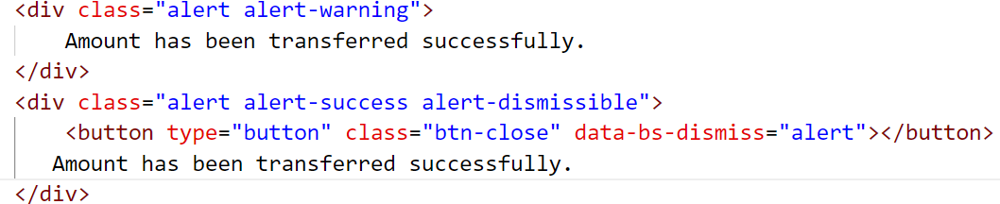 <div class="alert alert-warning">
Amount has been transferred successfully.
</div>
<div class="alert alert-success alert-dismissible">
<button type="button" class="btn-close" data-bs-dismiss="alert"></button>
Amount has been transferred successfully.
</div>